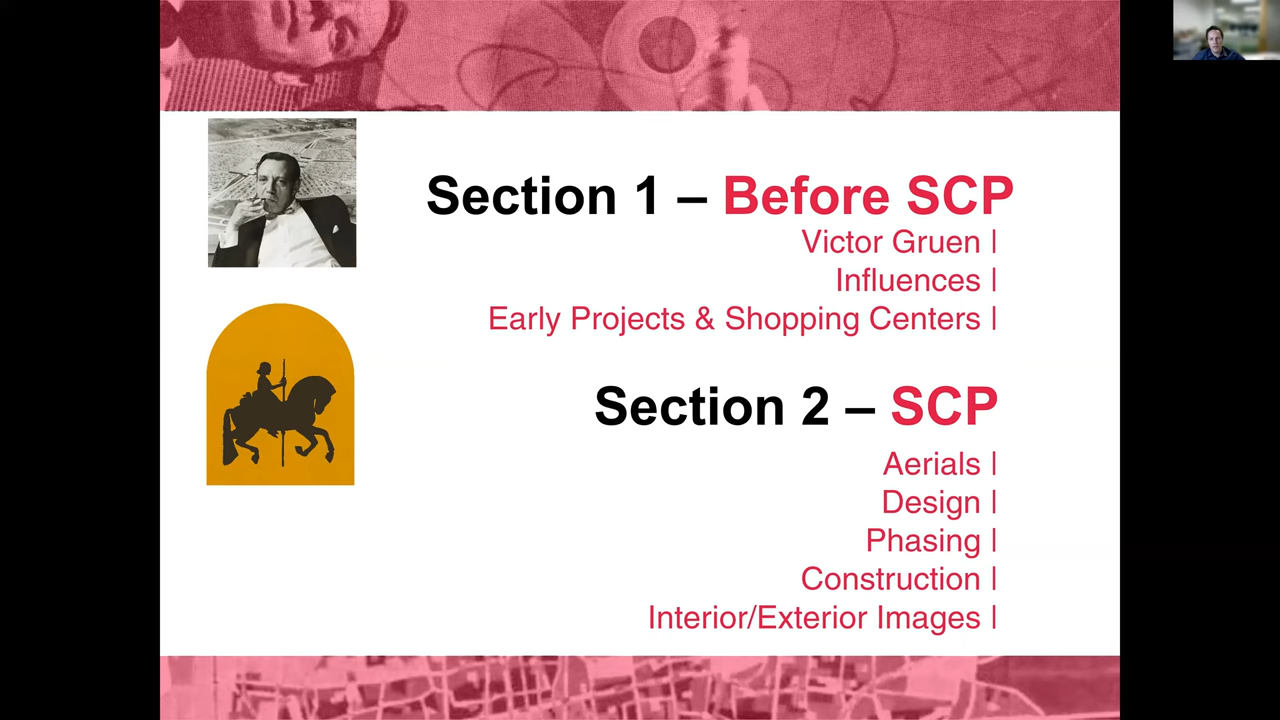 Section 1 – Before SCP
Victor Gruen |
Influences |
Early Projects & Shopping Centers |
Section 2 – SCP
Aerials |
Design |
Phasing |
Construction |
Interior/Exterior Images |